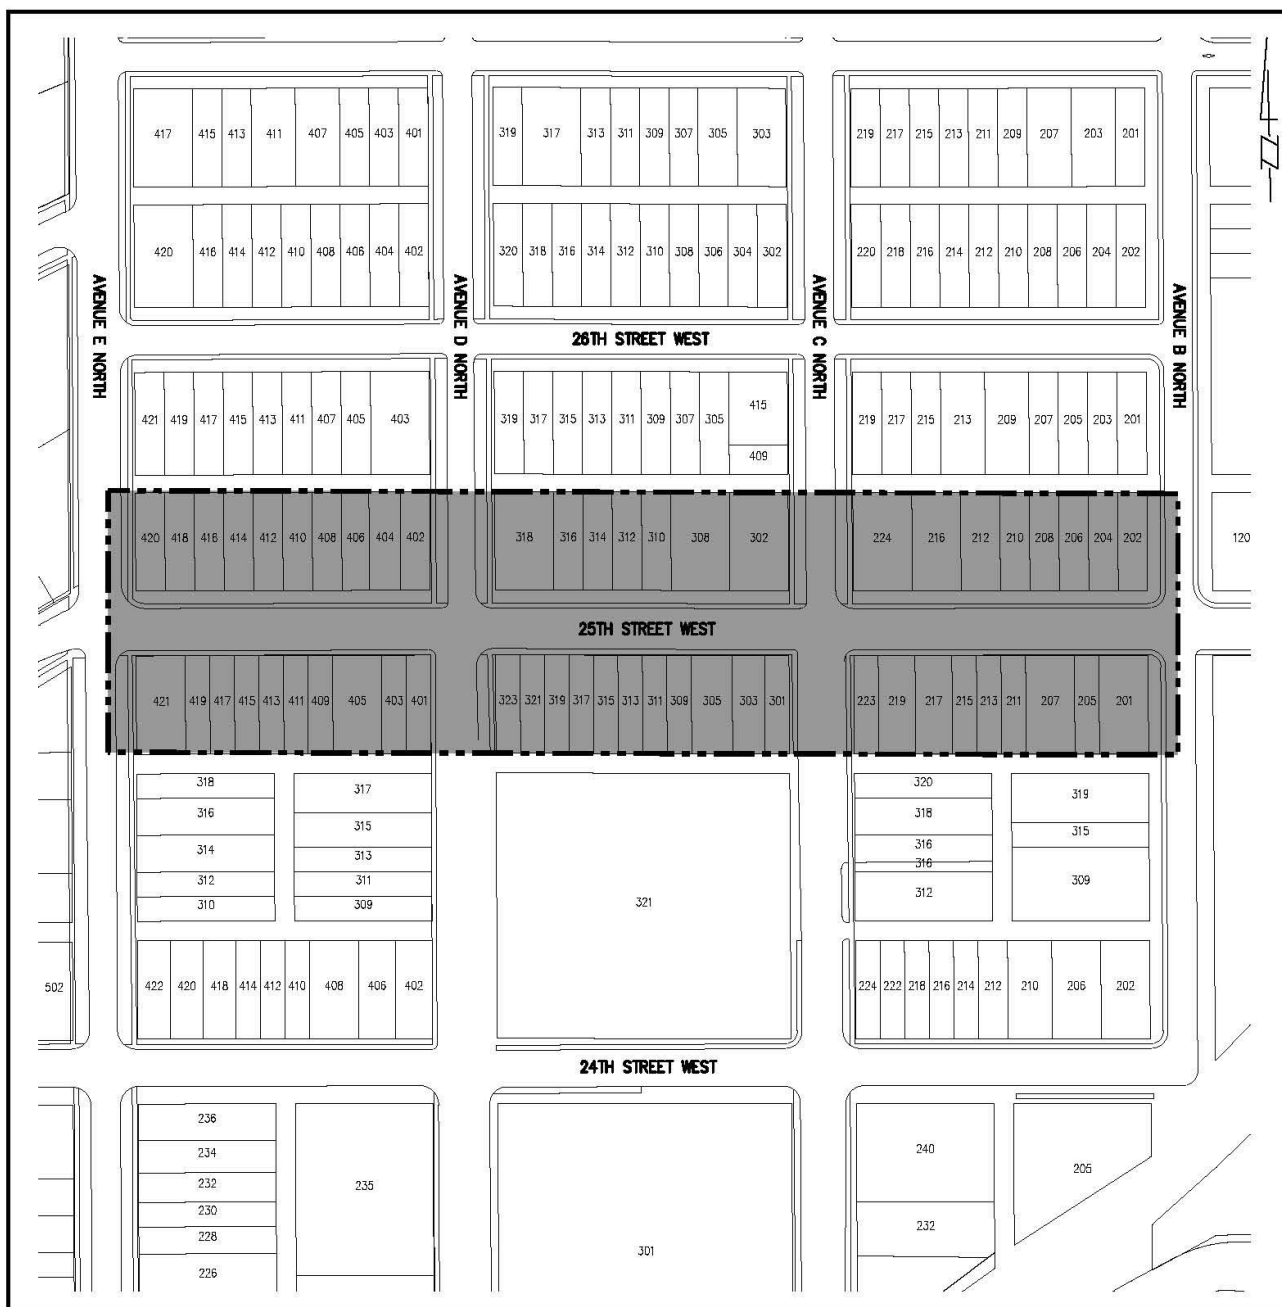 417 415 413 411 407 405 403 401 319 317 313 311 309 307 305 303 219 217 215 213 211 209 207 203 201
420 416 414 412 410 408 406 404 402 320 318 316 314 312 310 308 306 304 302 220 218 216 214 212 210 208 206 204 202
AVENUE E NORTH
AVENUE D NORTH
AVENUE C NORTH
AVENUE B NORTH
26TH STREET WEST
421 419 417 415 413 411 407 405 403 319 317 315 313 311 309 307 305 415 219 217 215 213 209 207 205 203 201
409
420 418 416 414 412 410 408 406 404 402 318 316 314 312 310 308 302 224 216 212 210 208 206 204 202 120
25TH STREET WEST
421 419 417 415 413 411 409 405 403 401 323 321 319 317 315 313 311 309 305 303 301 223 219 217 215 213 211 207 205 201
318 317 320 319
316 315 318 315
314 313 316
312 311 316 309
310 309 312
321
502 422 420 418 414 412 410 408 406 402 224 222 218 216 214 212 210 206 202
24TH STREET WEST
236 240
234 205
232 235
230 232
228
226 301